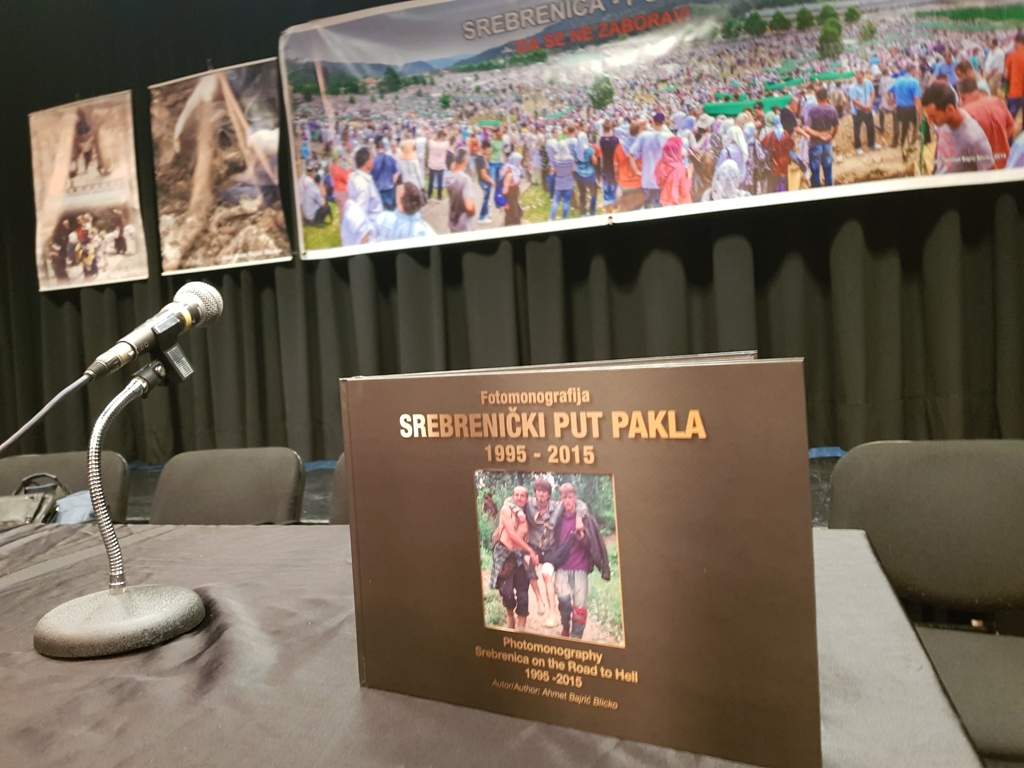 SREBRENICA
DA SE NE ZABORAVI
Fotomonografija
SREBRENIČKI PUT PAKLA
1995 - 2015
Photomonography
Srebrenica on the Road to Hell
1995 -2015
Autor/Author: Ahmet Bajrić Blicko